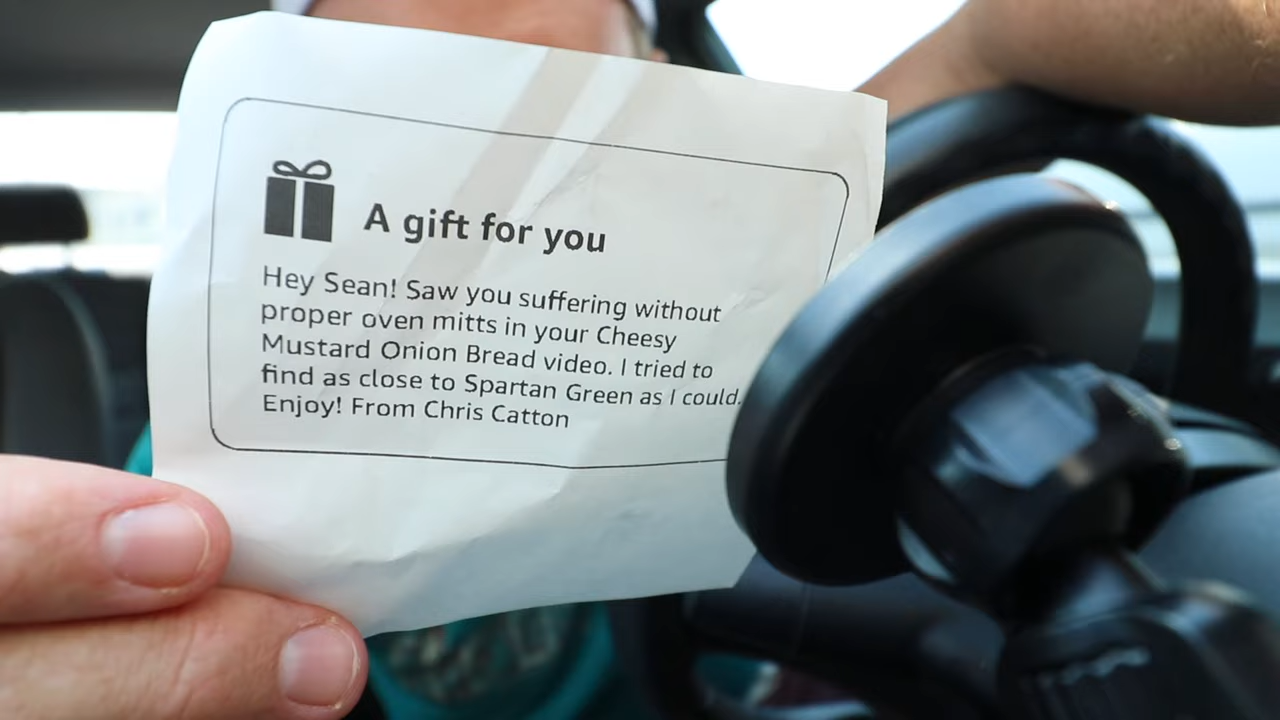 A gift for you
Hey Sean! Saw you suffering without
proper oven mitts in your Cheesy
Mustard Onion Bread video. I tried to
find as close to Spartan Green as I could.
Enjoy! From Chris Catton